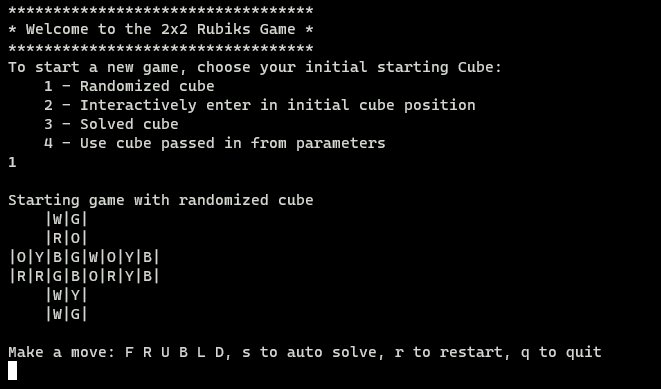 **********************************
* Welcome to the 2x2 Rubiks Game *
**********************************
To start a new game, choose your initial starting Cube:
    1 - Randomized cube
    2 - Interactively enter in initial cube position
    3 - Solved cube
    4 - Use cube passed in from parameters
1

Starting game with randomized cube
    |W|G|
    |R|O|
|O|Y|B|G|W|O|Y|B|
|R|R|G|B|O|R|Y|B|
    |W|Y|
    |W|G|

Make a move: F R U B L D, s to auto solve, r to restart, q to quit